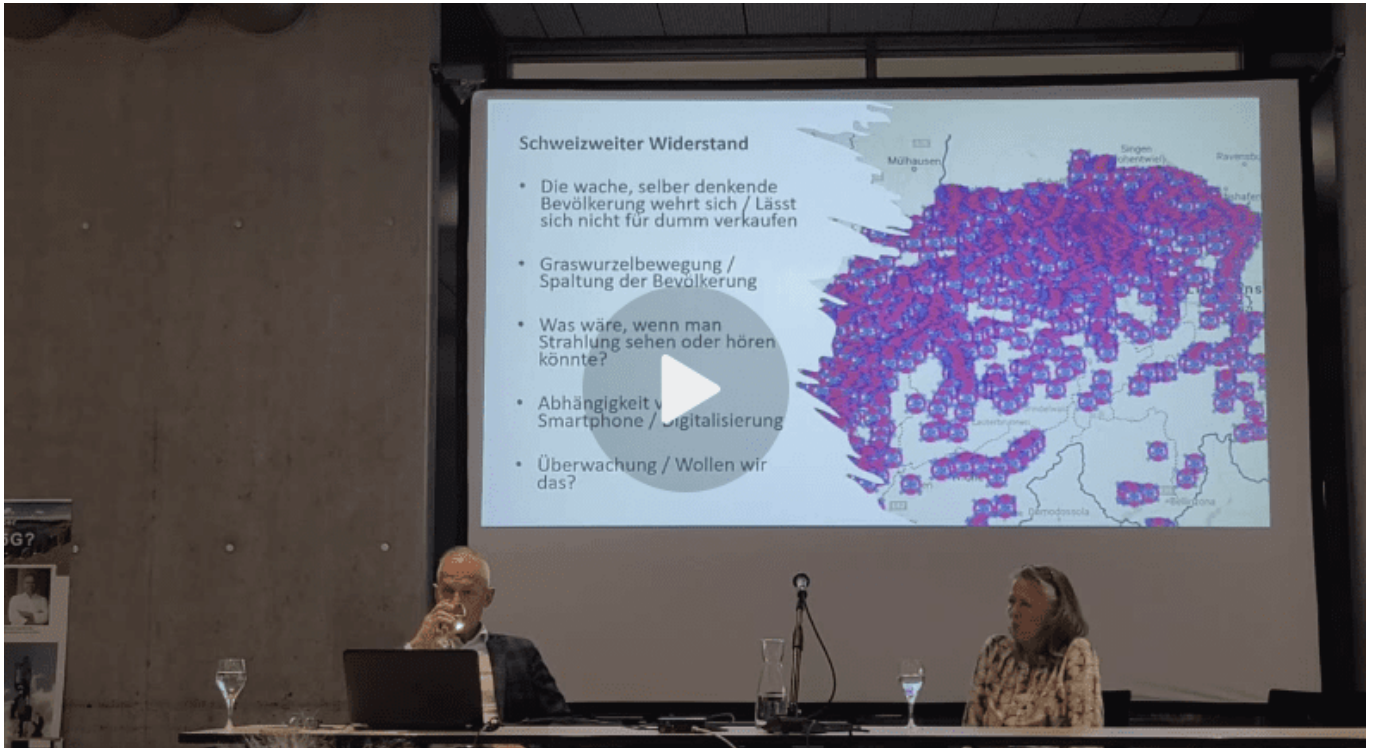 Schweizweiter Widerstand
• Die wache, selber denkende
Bevölkerung wehrt sich / Lässt
sich nicht für dumm verkaufen
• Graswurzelbewegung /
Spaltung der Bevölkerung
• Was wäre, wenn man
Strahlung sehen oder hören
könnte?
• Abhängigkeit
Smartphone / Digitalisierung
• Überwachung / Wollen wir
das?
Mülhausen
Singen
Ravensbu
Lauterbrunnen
Domodossola
Bellinzona
5G?